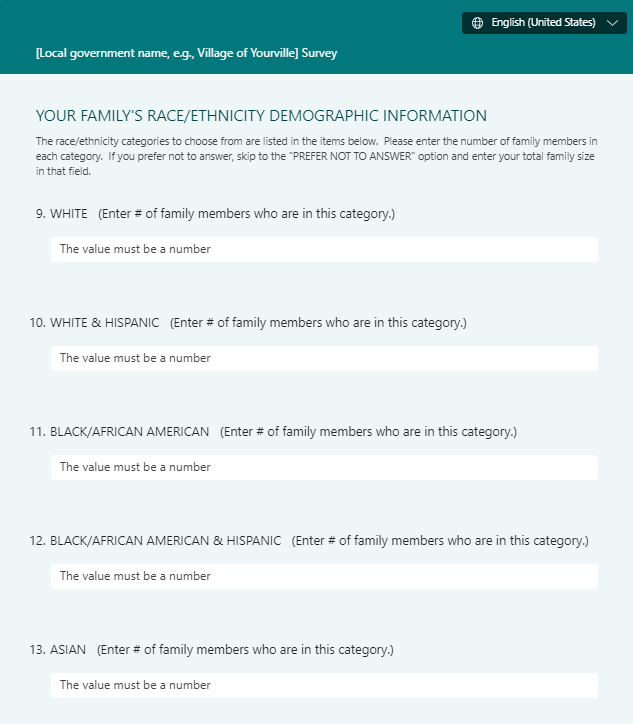 English (United States)
[Local government name, e.g., Village of Yourville] Survey
YOUR FAMILY'S RACE/ETHNICITY DEMOGRAPHIC INFORMATION
The race/ethnicity categories to choose from are listed in the items below.  Please enter the number of family members in
each category.  If you prefer not to answer, skip to the "PREFER NOT TO ANSWER" option and enter your total family size
in that field.
9. WHITE   (Enter # of family members who are in this category.)
The value must be a number
10. WHITE & HISPANIC   (Enter # of family members who are in this category.)
The value must be a number
11. BLACK/AFRICAN AMERICAN   (Enter # of family members who are in this category.)
The value must be a number
12. BLACK/AFRICAN AMERICAN & HISPANIC   (Enter # of family members who are in this category.)
The value must be a number
13. ASIAN   (Enter # of family members who are in this category.)
The value must be a number